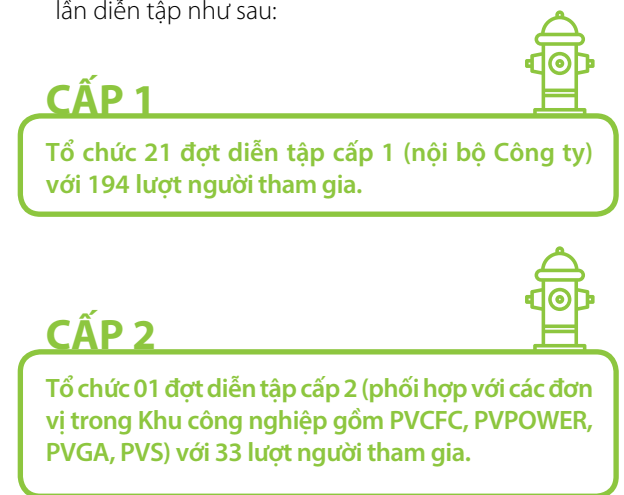 lần diễn tập như sau:
CẤP 1
Tổ chức 21 đợt diễn tập cấp 1 (nội bộ Công ty)
với 194 lượt người tham gia.
CẤP 2
Tổ chức 01 đợt diễn tập cấp 2 (phối hợp với các đơn
vị trong Khu công nghiệp gồm PVCFC, PVPOWER,
PVGA, PVS) với 33 lượt người tham gia.